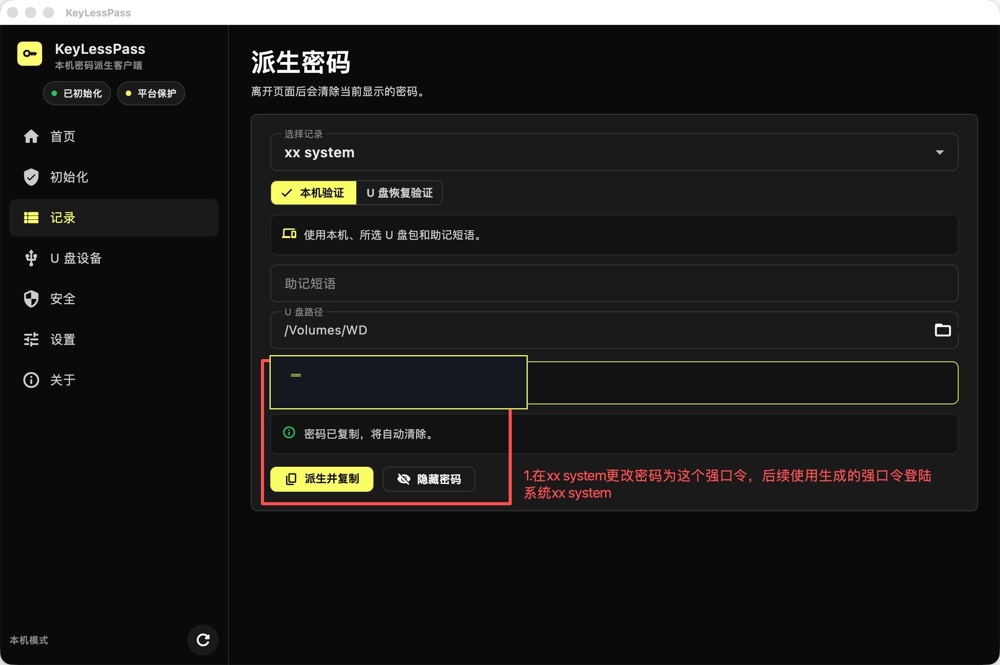 KeyLessPass
KeyLessPass
本机密码派生客户端
已初始化
平台保护
首页
初始化
记录
U 盘设备
安全
设置
关于
本机模式
派生密码
离开页面后会清除当前显示的密码。
选择记录
xx system
本机验证
U 盘恢复验证
使用本机、所选 U 盘包和助记短语。
助记短语
U 盘路径
/Volumes/WD
密码已复制，将自动清除。
派生并复制
隐藏密码
1.在xx system更改密码为这个强口令，后续使用生成的强口令登陆
系统xx system